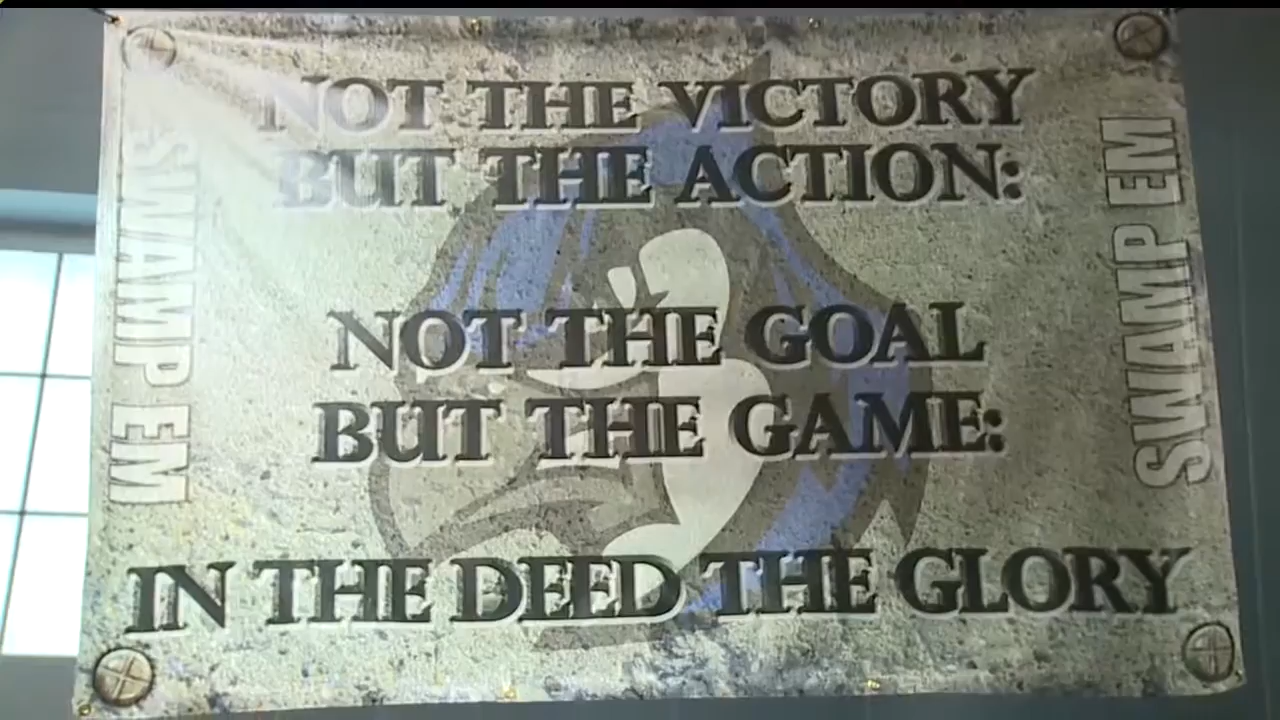 NOT THE VICTORY
BUT THE ACTION:
NOT THE GOAL
BUT THE GAME:
IN THE DEED THE GLORY
SWAMP EM
SWAMP EM